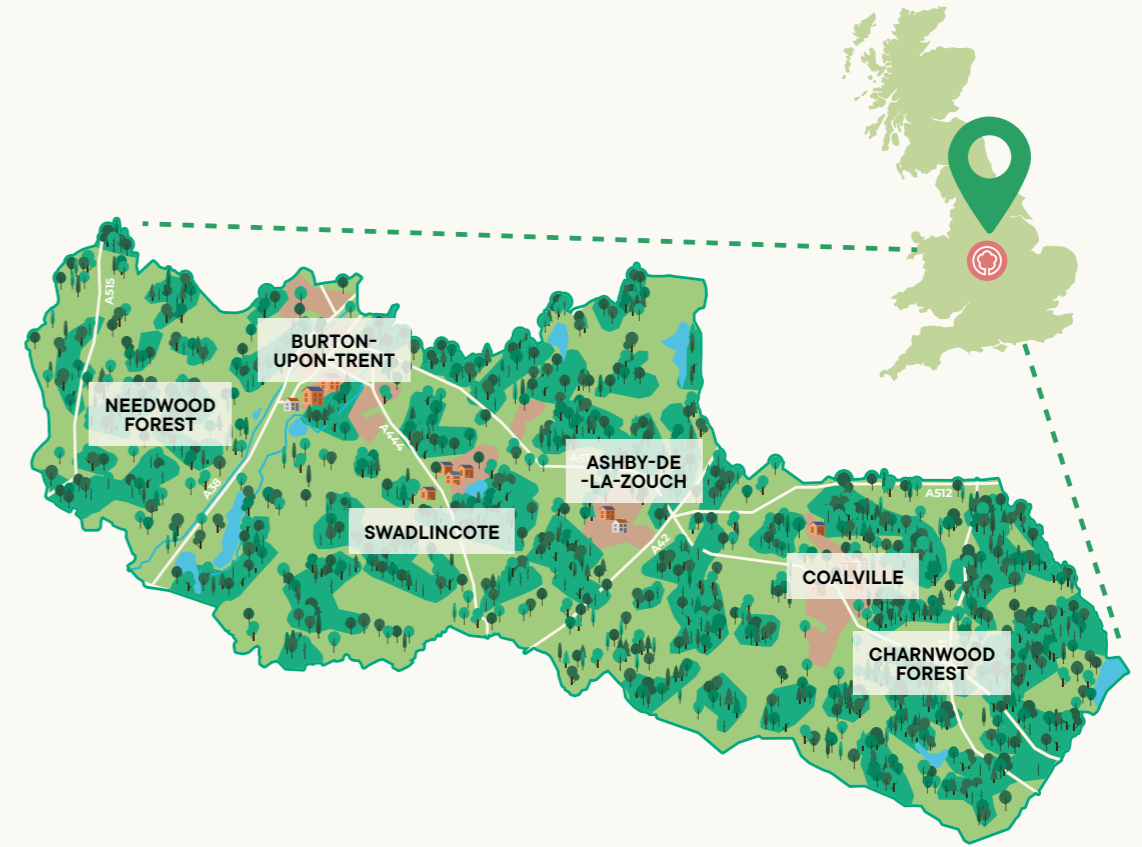 A515
BURTON-
UPON-TRENT
NEEDWOOD
FOREST
A444
A38
ASHBY-DE
-LA-ZOUCH
A512
SWADLINCOTE
A42
COALVILLE
CHARNWOOD
FOREST